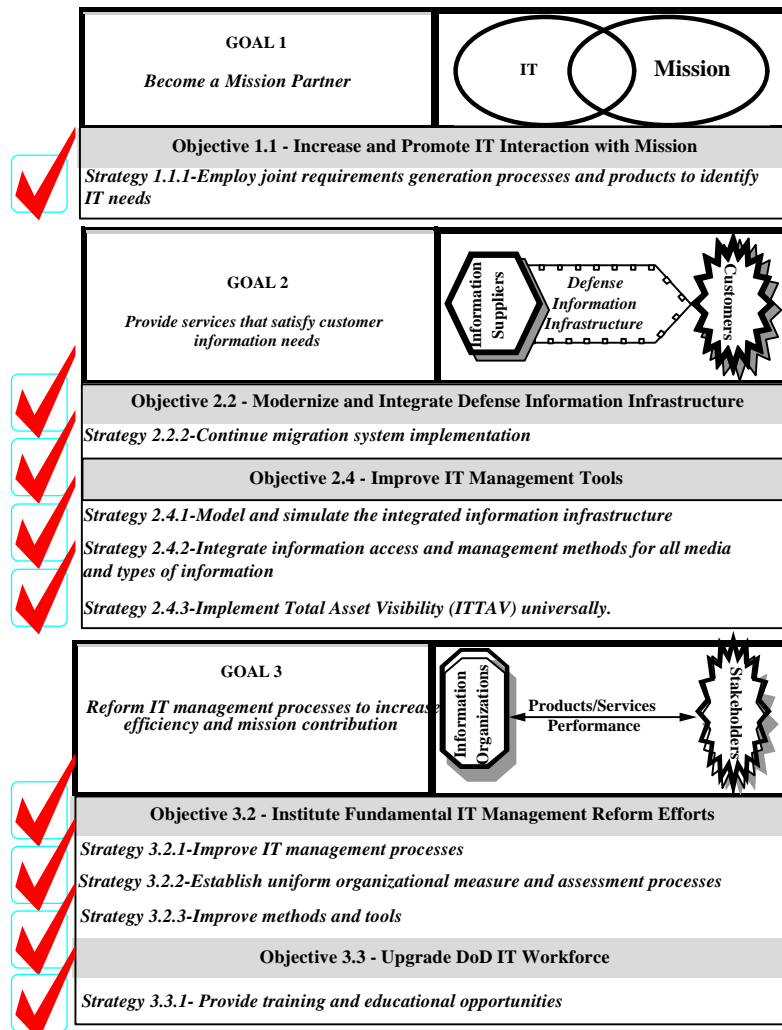 GOAL 1
Become a Mission Partner
IT
Mission
Objective 1.1 - Increase and Promote IT Interaction with Mission
Strategy 1.1.1-Employ joint requirements generation processes and products to identify
IT needs
GOAL 2
Provide services that satisfy customer
information needs
Information
Suppliers
Defense
Information
Infrastructure
Customers
Objective 2.2 - Modernize and Integrate Defense Information Infrastructure
Strategy 2.2.2-Continue migration system implementation
Objective 2.4 - Improve IT Management Tools
Strategy 2.4.1-Model and simulate the integrated information infrastructure
Strategy 2.4.2-Integrate information access and management methods for all media
and types of information
Strategy 2.4.3-Implement Total Asset Visibility (ITTAV) universally.
GOAL 3
Reform IT management processes to increase
efficiency and mission contribution
Information
Organizations
Products/Services
Performance
Stakeholders
Objective 3.2 - Institute Fundamental IT Management Reform Efforts
Strategy 3.2.1-Improve IT management processes
Strategy 3.2.2-Establish uniform organizational measure and assessment processes
Strategy 3.2.3-Improve methods and tools
Objective 3.3 - Upgrade DoD IT Workforce
Strategy 3.3.1- Provide training and educational opportunities